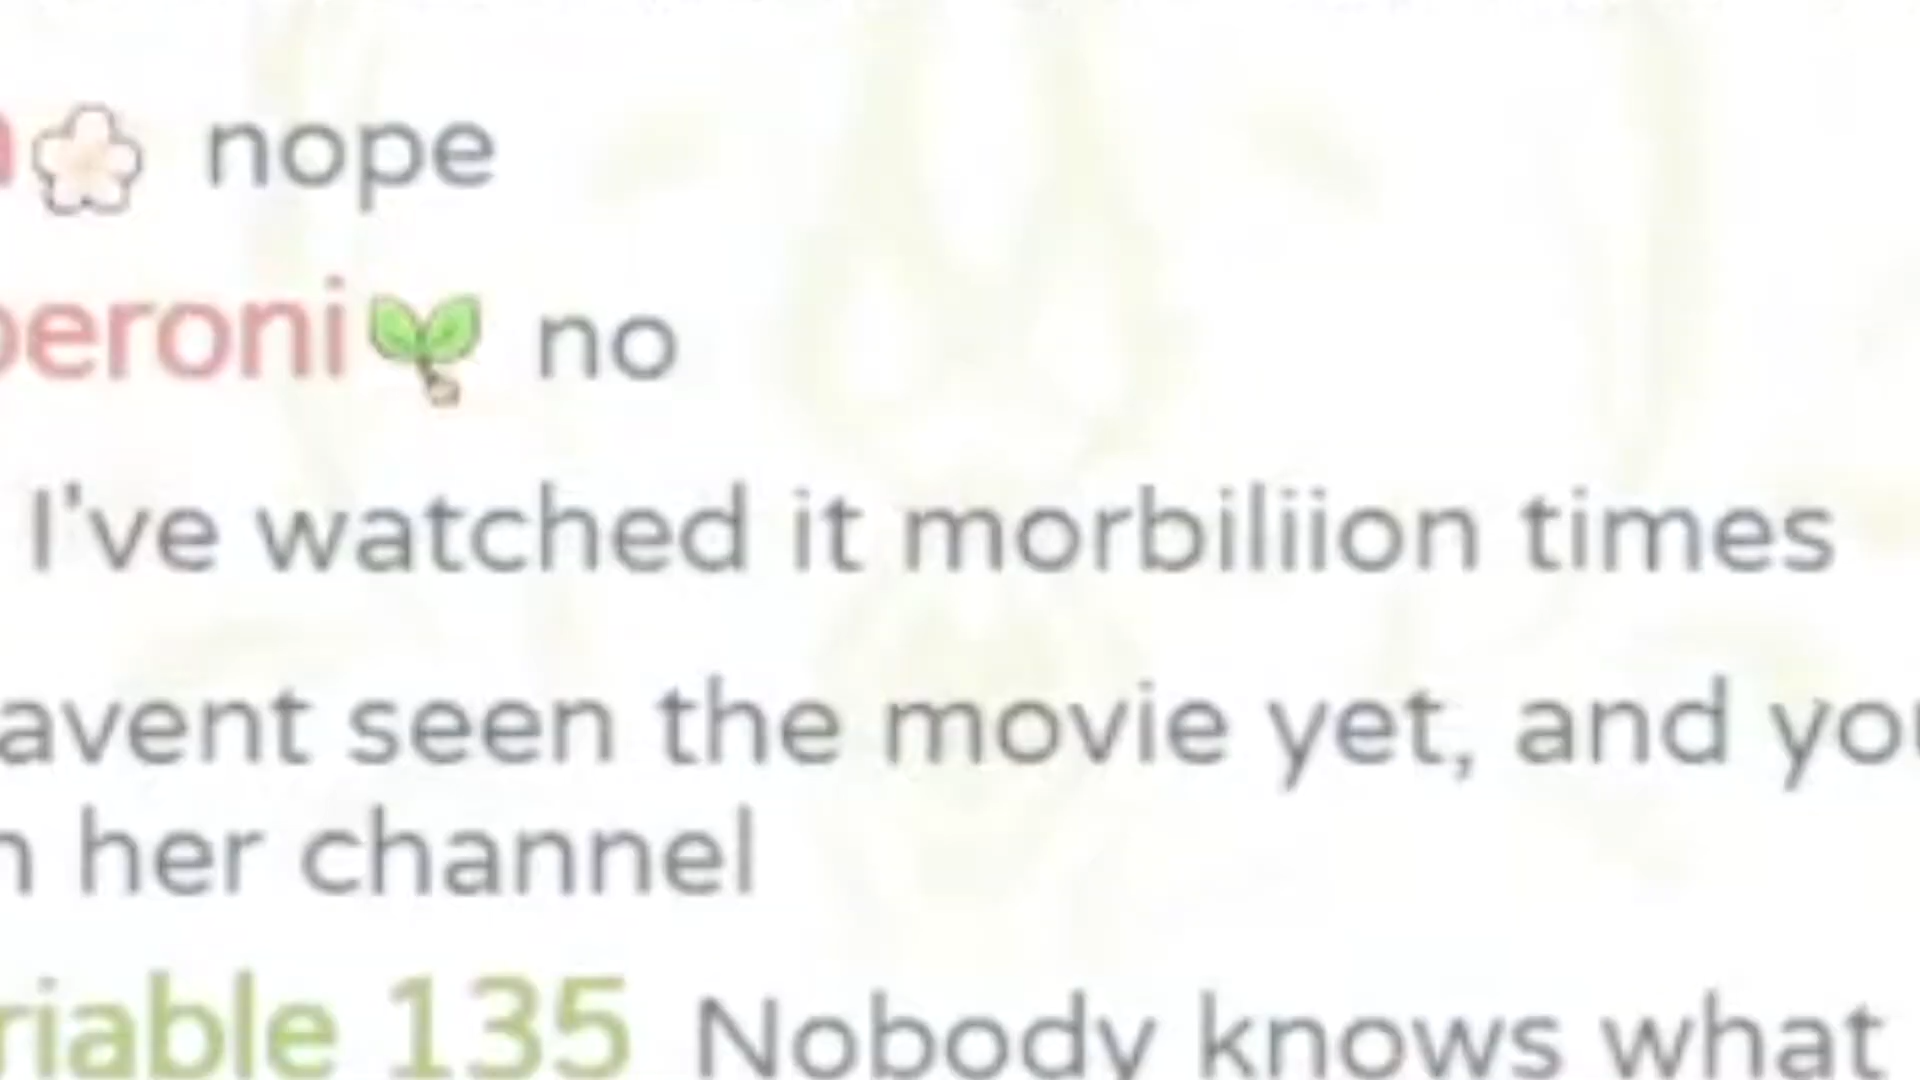 nope
peroni no
I've watched it morbiliion times
avent seen the movie yet, and you
her channel
riable 135 Nobody knows what